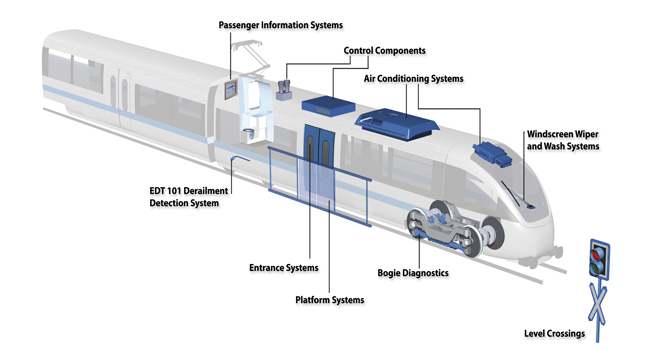 Passenger Information Systems
Control Components
Air Conditioning Systems
Windscreen Wiper
and Wash Systems
EDT 101 Derailment
Detection System
Entrance Systems
Bogie Diagnostics
Platform Systems
Level Crossings